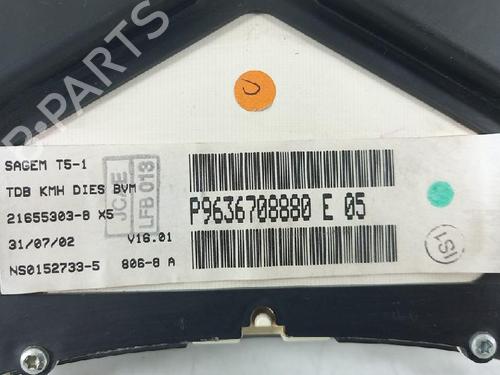 B-PARTS
SAGEM T5-1
TDB KMH DIES BVM
21655303-8 X5
31/07/02 V16.01
NS0152733-5 806-8 A
JCAE
LFB 013
P9636708880 E 05
U
ISI